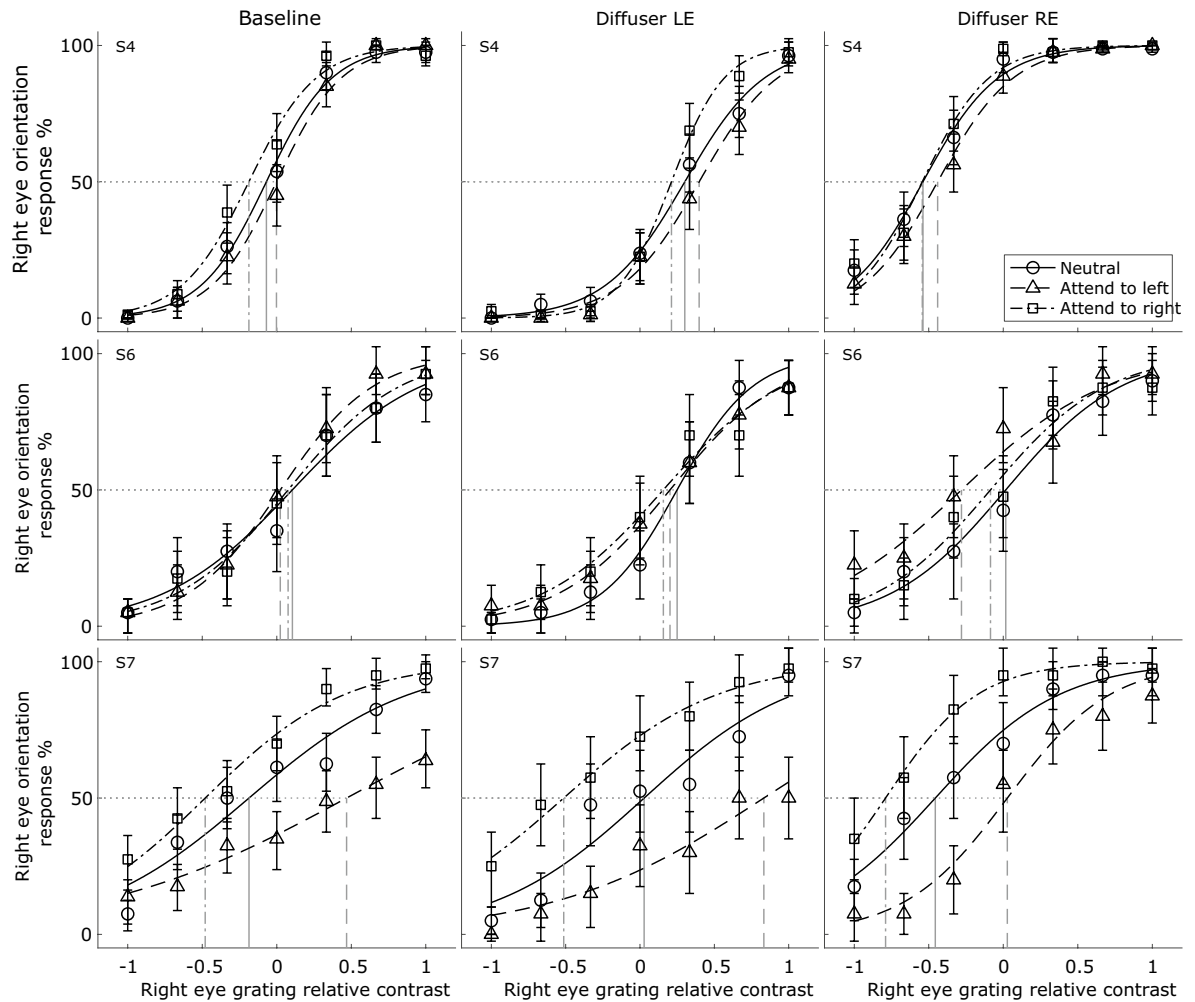 Baseline Diffuser LE Diffuser RE
Right eye orientation
response %
100
50
0
S4
S4
S4
Neutral
Attend to left
Attend to right
Right eye orientation
response %
100
50
0
S6
S6
S6
Right eye orientation
response %
100
50
0
S7
S7
S7
-1 -0.5 0 0.5 1 -1 -0.5 0 0.5 1 -1 -0.5 0 0.5 1
Right eye grating relative contrast Right eye grating relative contrast Right eye grating relative contrast